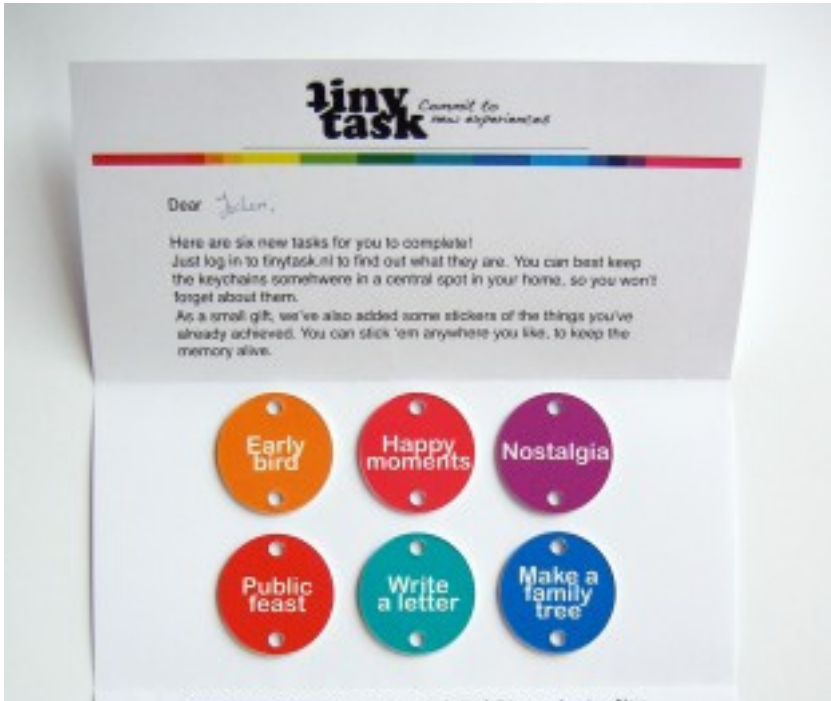 tiny
task
Commit to
new experiences
Dear Jochem,
Here are six new tasks for you to complete!
Just log in to tinytask.nl to find out what they are. You can best keep
the keychains somehwere in a central spot in your home, so you won't
forget about them.
As a small gift, we've also added some stickers of the things you've
already achieved. You can stick 'em anywhere you like, to keep the
memory alive.
Early
bird
Happy
moments
Nostalgia
Public
feast
Write
a letter
Make a
family
tree